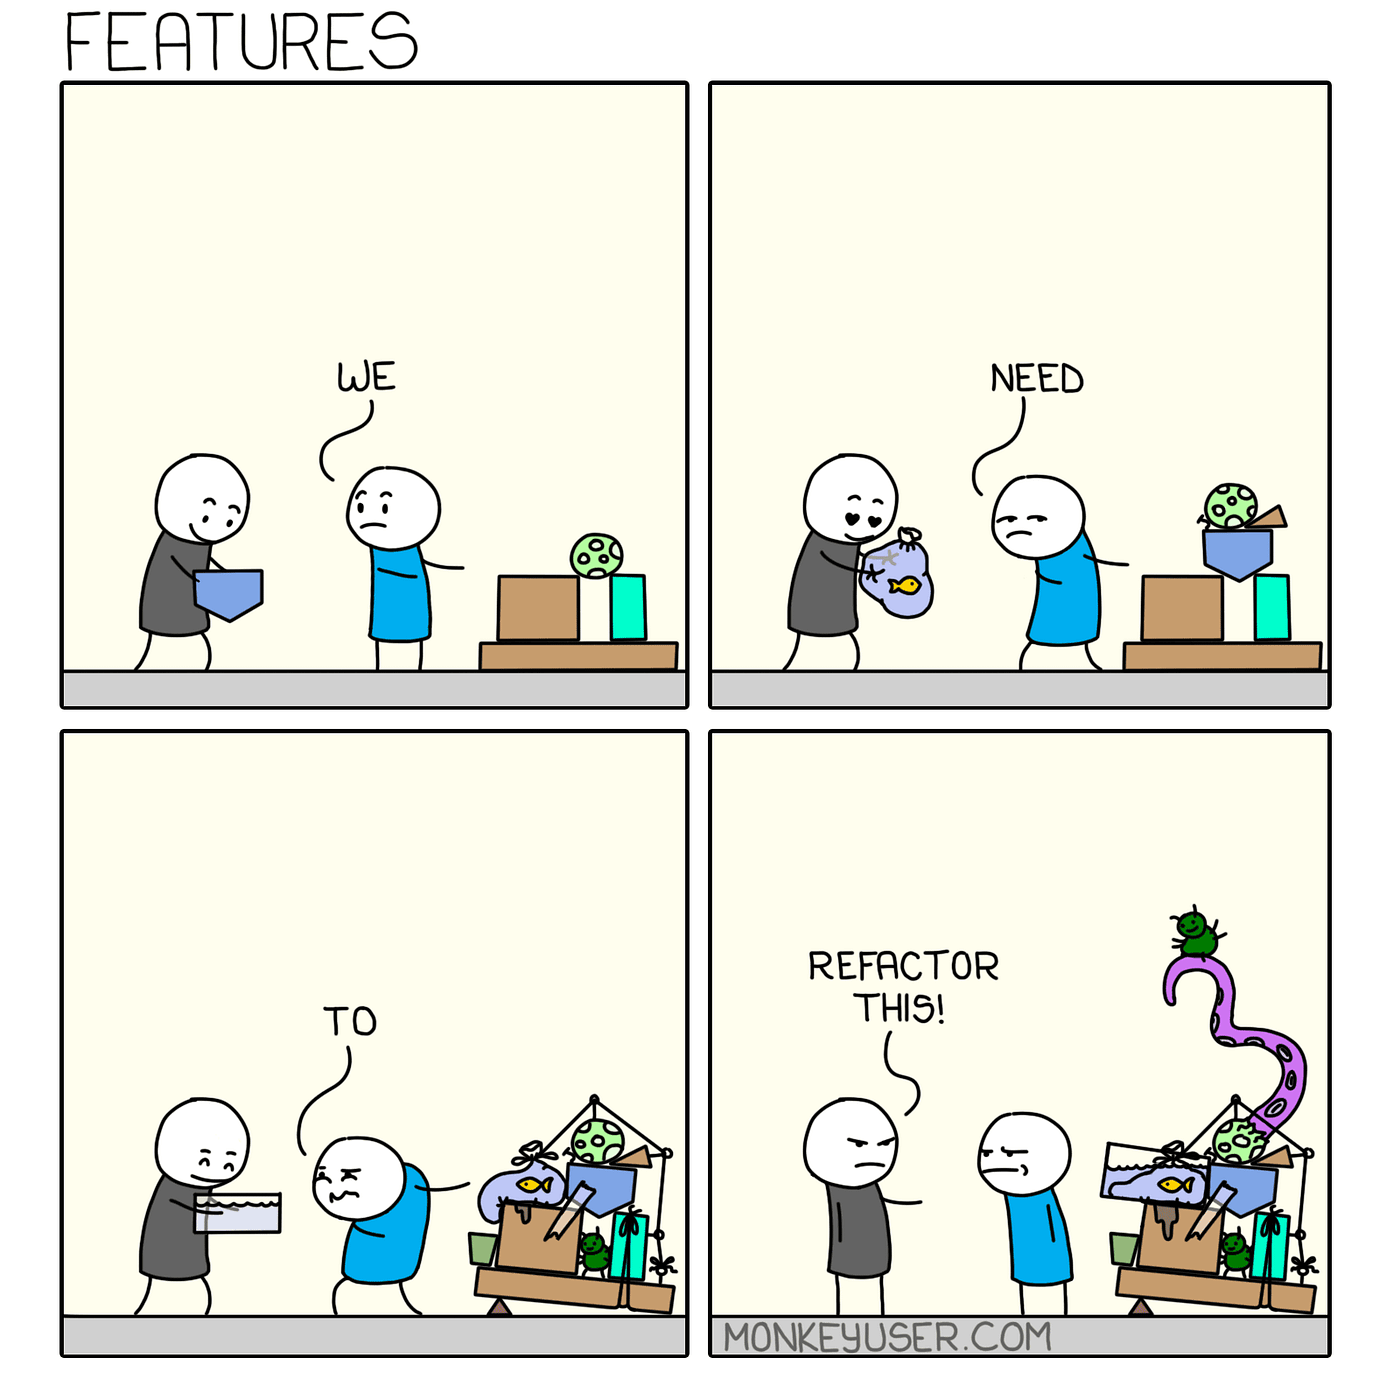 FEATURES
WE
NEED
TO
REFACTOR
THIS!
MONKEYUSER.COM